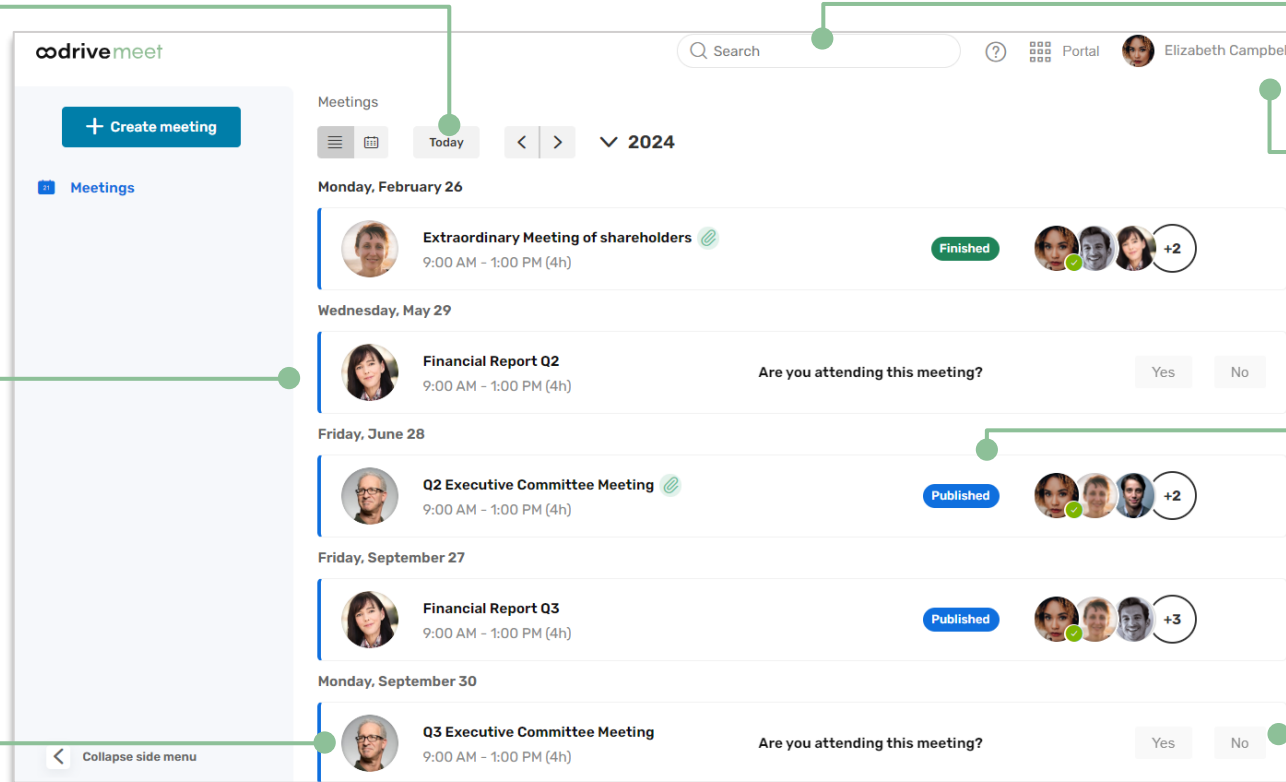 oodrive meet
Search
?
Portal
Elizabeth Campbel
Create meeting
Meetings
Collapse side menu
Meetings
Today
2024
Monday, February 26
Extraordinary Meeting of shareholders
9:00 AM - 1:00 PM (4h)
Finished
+2
Wednesday, May 29
Financial Report Q2
9:00 AM - 1:00 PM (4h)
Are you attending this meeting?
Yes
No
Friday, June 28
Q2 Executive Committee Meeting
9:00 AM - 1:00 PM (4h)
Published
+2
Friday, September 27
Financial Report Q3
9:00 AM - 1:00 PM (4h)
Published
+3
Monday, September 30
Q3 Executive Committee Meeting
9:00 AM - 1:00 PM (4h)
Are you attending this meeting?
Yes
No